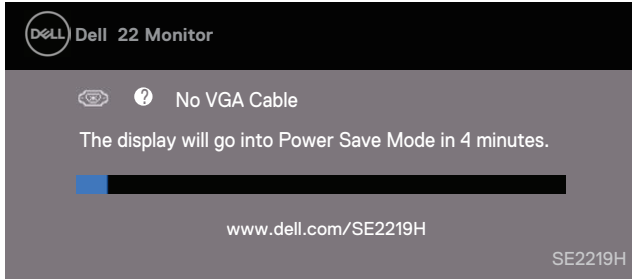 DELL Dell 22 Monitor
? No VGA Cable
The display will go into Power Save Mode in 4 minutes.
www.dell.com/SE2219H
SE2219H